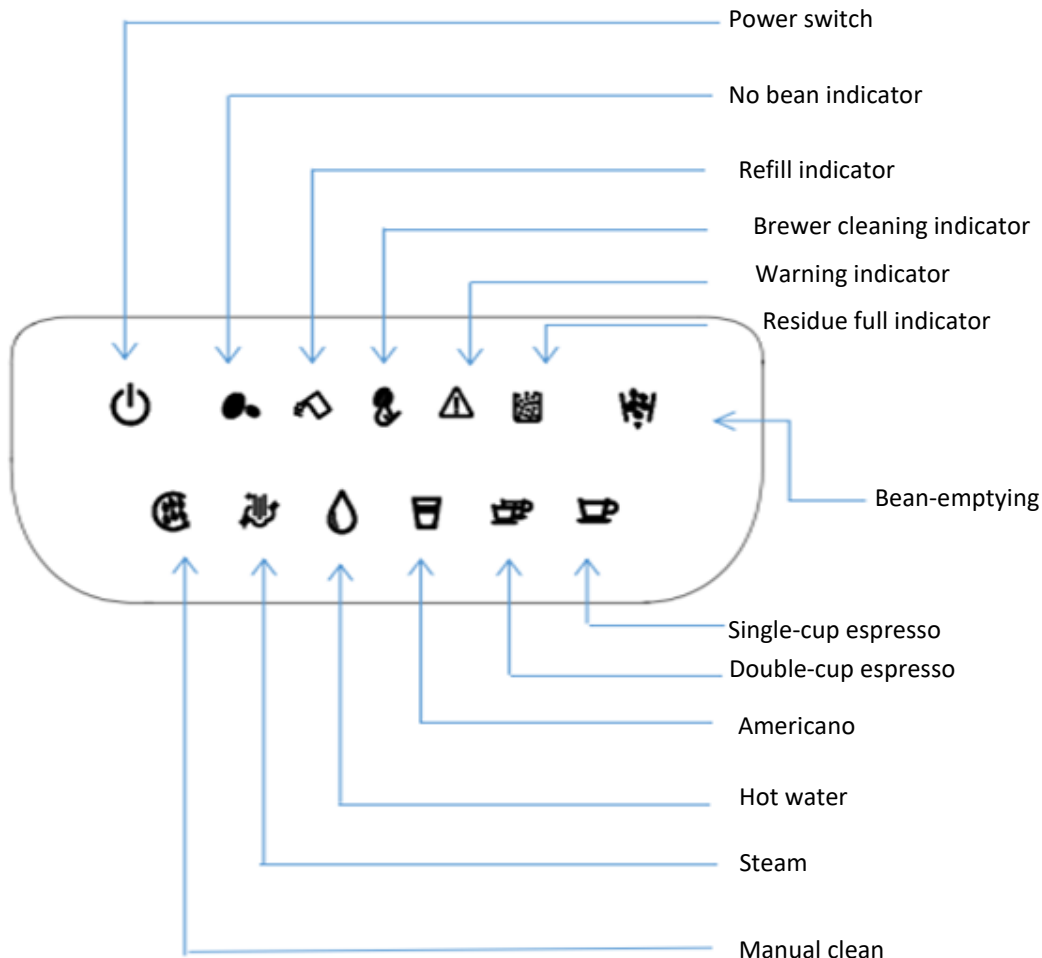 Power switch
No bean indicator
Refill indicator
Brewer cleaning indicator
Warning indicator
Residue full indicator
Bean-emptying
Single-cup espresso
Double-cup espresso
Americano
Hot water
Steam
Manual clean